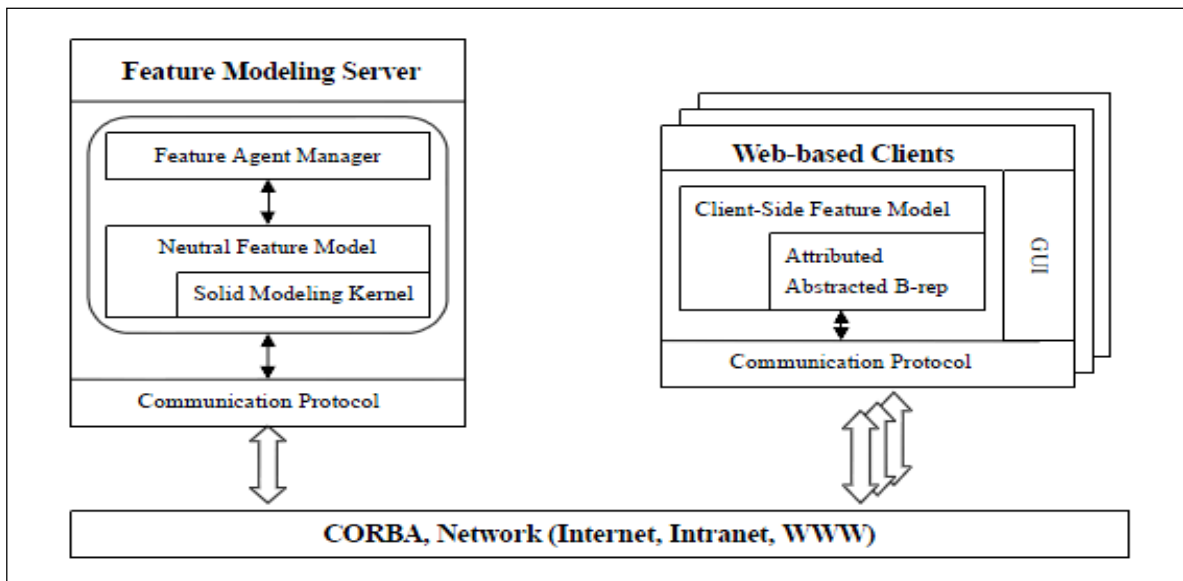 Feature Modeling Server
Feature Agent Manager
Neutral Feature Model
Solid Modeling Kernel
Communication Protocol
Web-based Clients
Client-Side Feature Model
Attributed
Abstracted B-rep
GUI
Communication Protocol
CORBA, Network (Internet, Intranet, WWW)